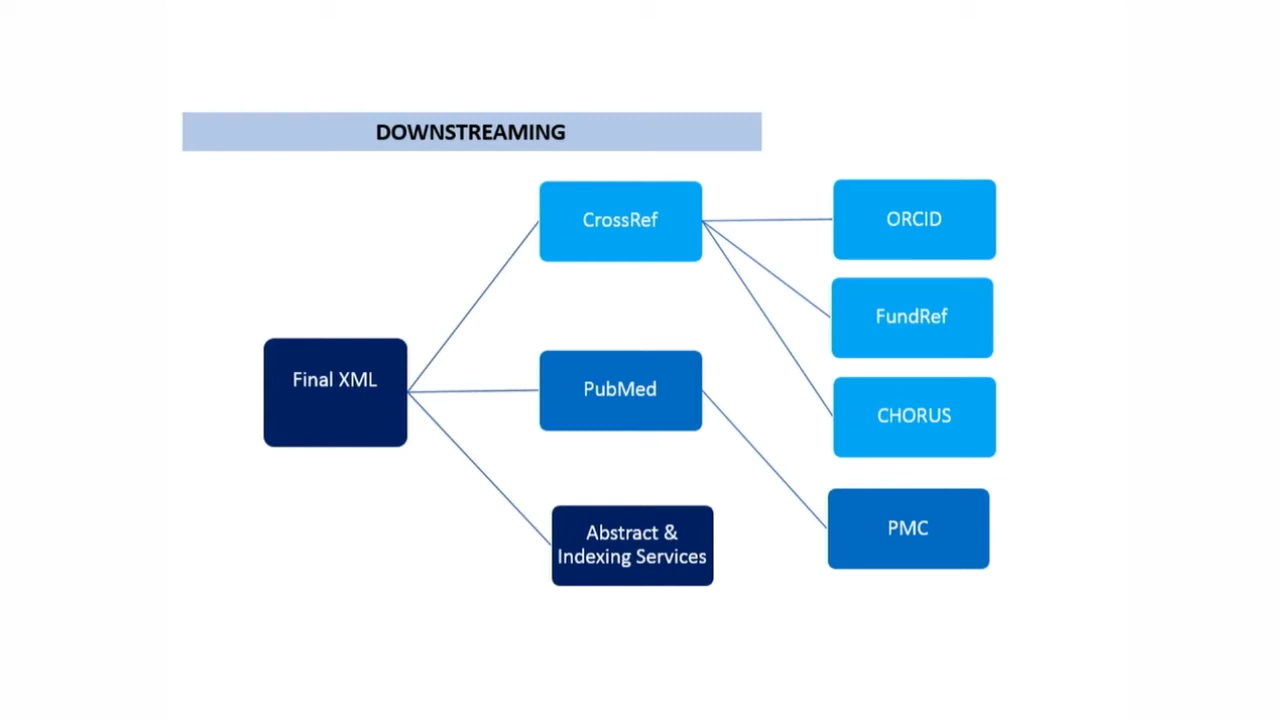 DOWNSTREAMING
CrossRef
ORCID
FundRef
Final XML
PubMed
CHORUS
Abstract &
Indexing Services
PMC